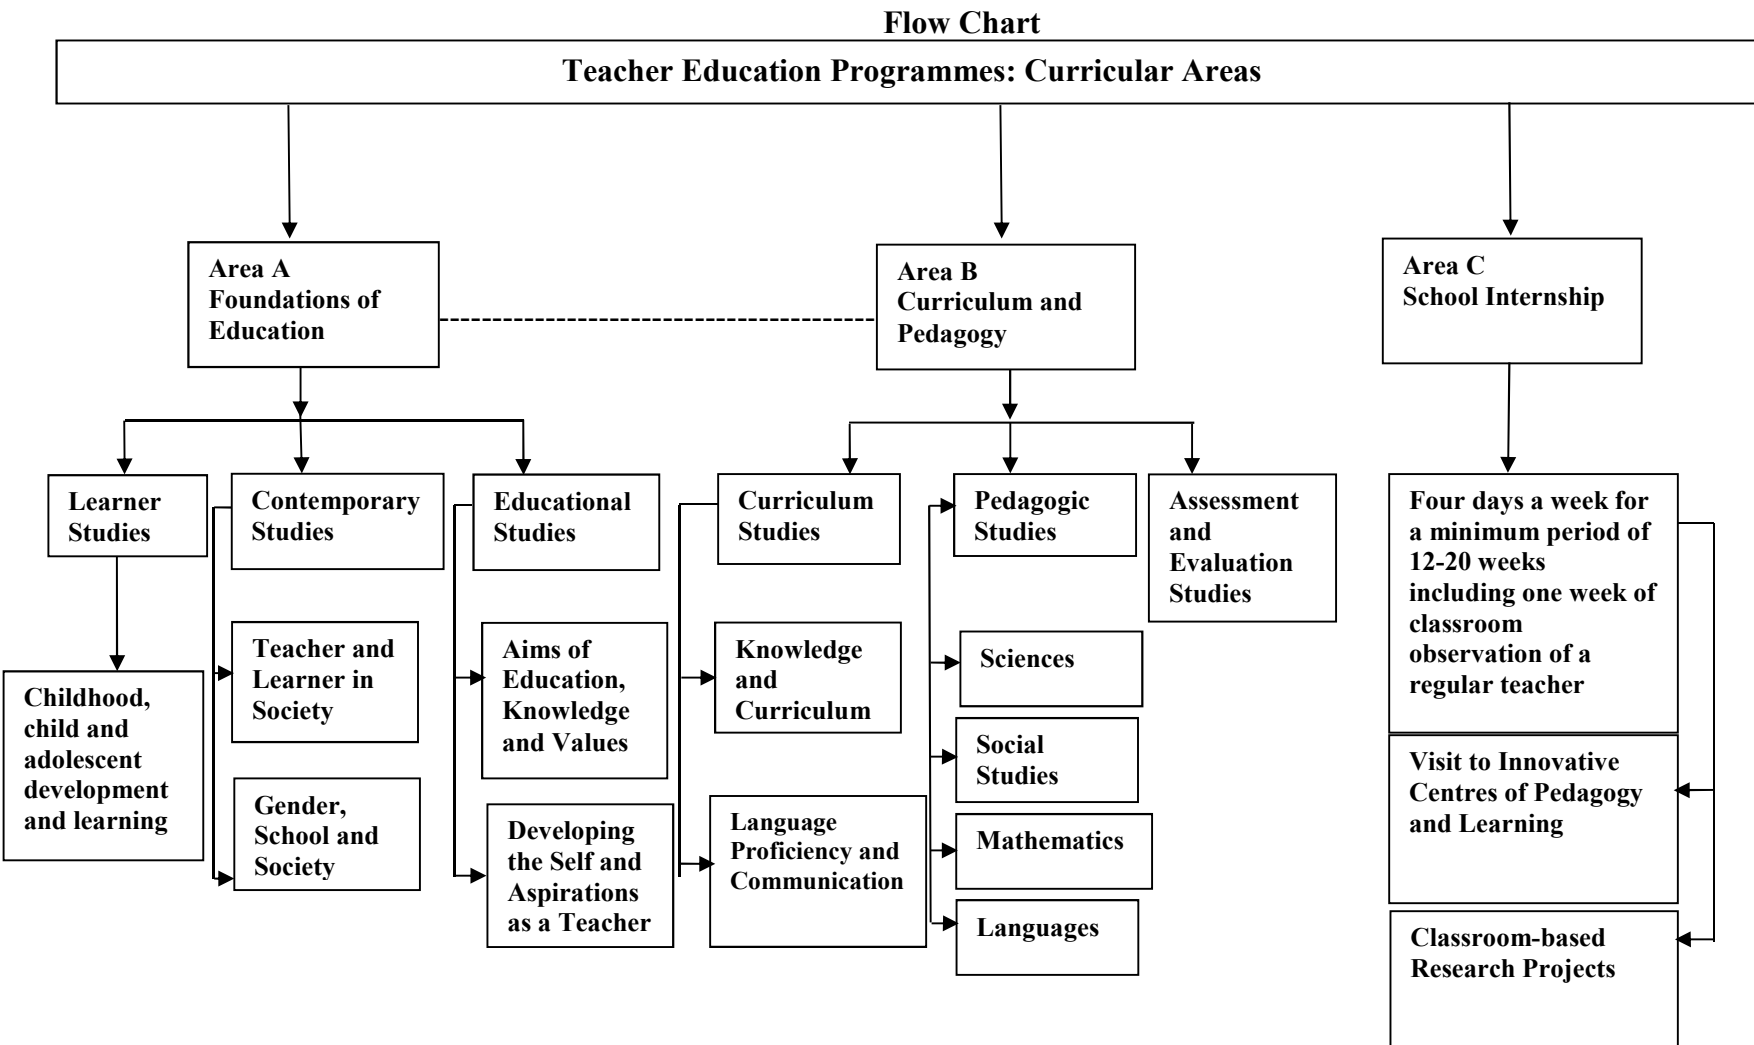 Flow Chart
Teacher Education Programmes: Curricular Areas
Area A
Foundations of
Education
Area B
Curriculum and
Pedagogy
Area C
School Internship
Learner
Studies
Contemporary
Studies
Educational
Studies
Curriculum
Studies
Pedagogic
Studies
Assessment
and
Evaluation
Studies
Four days a week for
a minimum period of
12-20 weeks
including one week of
classroom
observation of a
regular teacher
Childhood,
child and
adolescent
development
and learning
Teacher and
Learner in
Society
Gender,
School and
Society
Aims of
Education,
Knowledge
and Values
Developing
the Self and
Aspirations
as a Teacher
Knowledge
and
Curriculum
Language
Proficiency and
Communication
Sciences
Social
Studies
Mathematics
Languages
Visit to Innovative
Centres of Pedagogy
and Learning
Classroom-based
Research Projects